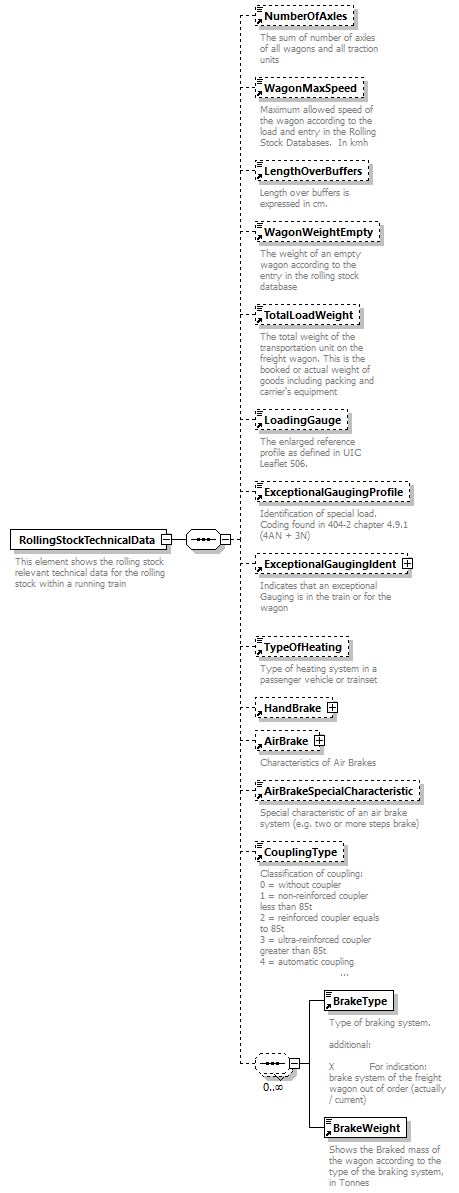 NumberOfAxles
The sum of number of axles
of all wagons and all traction
units
WagonMaxSpeed
Maximum allowed speed of
the wagon according to the
load and entry in the Rolling
Stock Databases.  In kmh
LengthOverBuffers
Length over buffers is
expressed in cm.
WagonWeightEmpty
The weight of an empty
wagon according to the
entry in the rolling stock
database
TotalLoadWeight
The total weight of the
transportation unit on the
freight wagon. This is the
booked or actual weight of
goods including packing and
carrier's equipment
LoadingGauge
The enlarged reference
profile as defined in UIC
Leaflet 506.
ExceptionalGaugingProfile
Identification of special load.
Coding found in 404-2 chapter 4.9.1
(4AN + 3N)
RollingStockTechnicalData
This element shows the rolling stock
relevant technical data for the rolling
stock within a running train
ExceptionalGaugingIdent
Indicates that an exceptional
Gauging is in the train or for the
wagon
TypeOfHeating
Type of heating system in a
passenger vehicle or trainset
HandBrake
AirBrake
Characteristics of Air Brakes
AirBrakeSpecialCharacteristic
Special characteristic of an air brake
system (e.g. two or more steps brake)
CouplingType
Classification of coupling:
0 = without coupler
1 = non-reinforced coupler
less than 85t
2 = reinforced coupler equals
to 85t
3 = ultra-reinforced coupler
greater than 85t
4 = automatic coupling
...
BrakeType
Type of braking system.
additional:
X For indication:
brake system of the freight
wagon out of order (actually
/ current)
0..∞
BrakeWeight
Shows the Braked mass of
the wagon according to the
type of the braking system,
in Tonnes